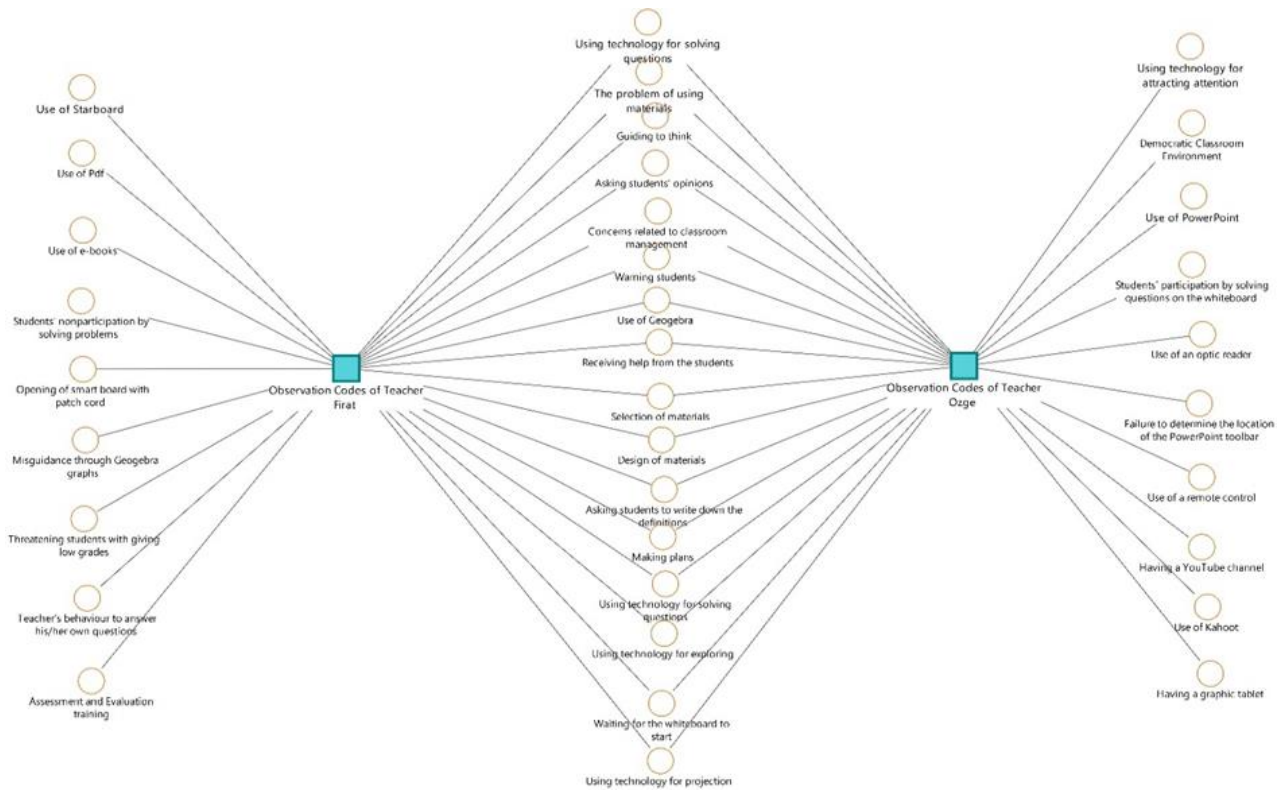 Use of Starboard
Use of Pdf
Use of e-books
Students' nonparticipation by
solving problems
Opening of smart board with
patch cord
Misguidance through Geogebra
graphs
Threatening students with giving
low grades
Teacher's behaviour to answer
his/her own questions
Assessment and Evaluation
training
Observation Codes of Teacher
Firat
Using technology for solving
questions
The problem of using
materials
Guiding to think
Asking students' opinions
Concerns related to classroom
management
Warning students
Use of Geogebra
Receiving help from the students
Selection of materials
Design of materials
Asking students to write down the
definitions
Making plans
Using technology for solving
questions
Using technology for exploring
Waiting for the whiteboard to
start
Using technology for projection
Observation Codes of Teacher
Ozge
Using technology for
attracting attention
Democratic Classroom
Environment
Use of PowerPoint
Students' participation by solving
questions on the whiteboard
Use of an optic reader
Failure to determine the location
of the PowerPoint toolbar
Use of a remote control
Having a YouTube channel
Use of Kahoot
Having a graphic tablet